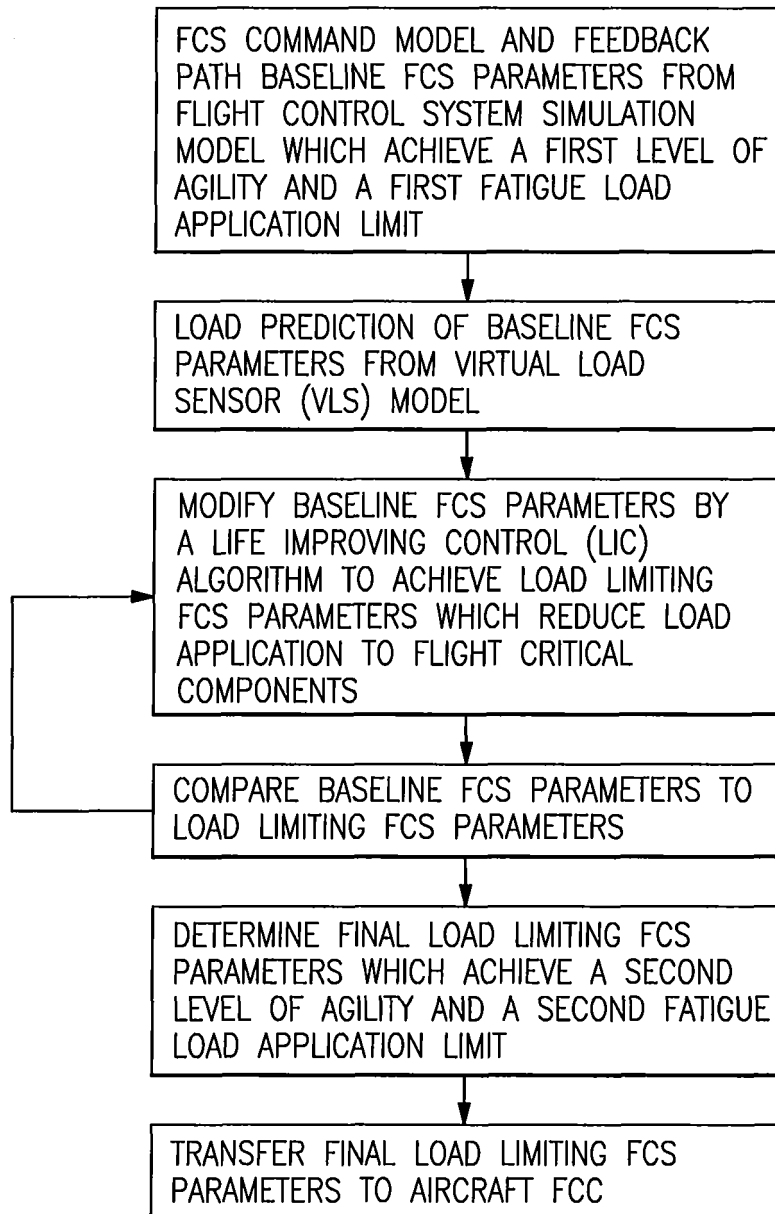 FCS COMMAND MODEL AND FEEDBACK
PATH BASELINE FCS PARAMETERS FROM
FLIGHT CONTROL SYSTEM SIMULATION
MODEL WHICH ACHIEVE A FIRST LEVEL OF
AGILITY AND A FIRST FATIGUE LOAD
APPLICATION LIMIT
LOAD PREDICTION OF BASELINE FCS
PARAMETERS FROM VIRTUAL LOAD
SENSOR (VLS) MODEL
MODIFY BASELINE FCS PARAMETERS BY
A LIFE IMPROVING CONTROL (LIC)
ALGORITHM TO ACHIEVE LOAD LIMITING
FCS PARAMETERS WHICH REDUCE LOAD
APPLICATION TO FLIGHT CRITICAL
COMPONENTS
COMPARE BASELINE FCS PARAMETERS TO
LOAD LIMITING FCS PARAMETERS
DETERMINE FINAL LOAD LIMITING FCS
PARAMETERS WHICH ACHIEVE A SECOND
LEVEL OF AGILITY AND A SECOND FATIGUE
LOAD APPLICATION LIMIT
TRANSFER FINAL LOAD LIMITING FCS
PARAMETERS TO AIRCRAFT FCC